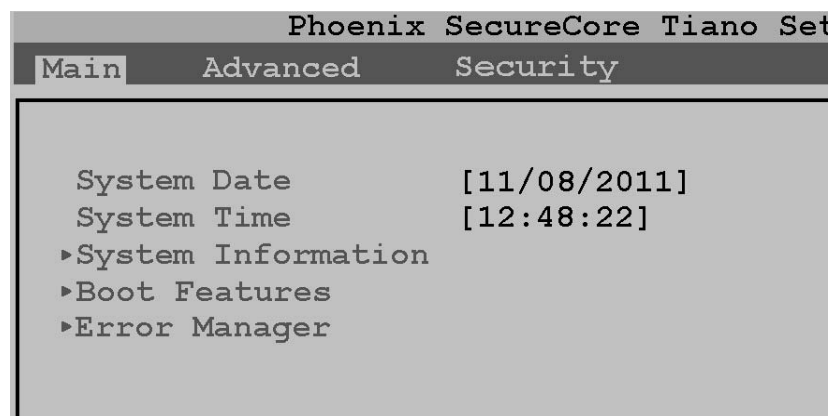 Phoenix SecureCore Tiano Set
Main Advanced Security
System Date [11/08/2011]
System Time [12:48:22]
▸System Information
▸Boot Features
▸Error Manager